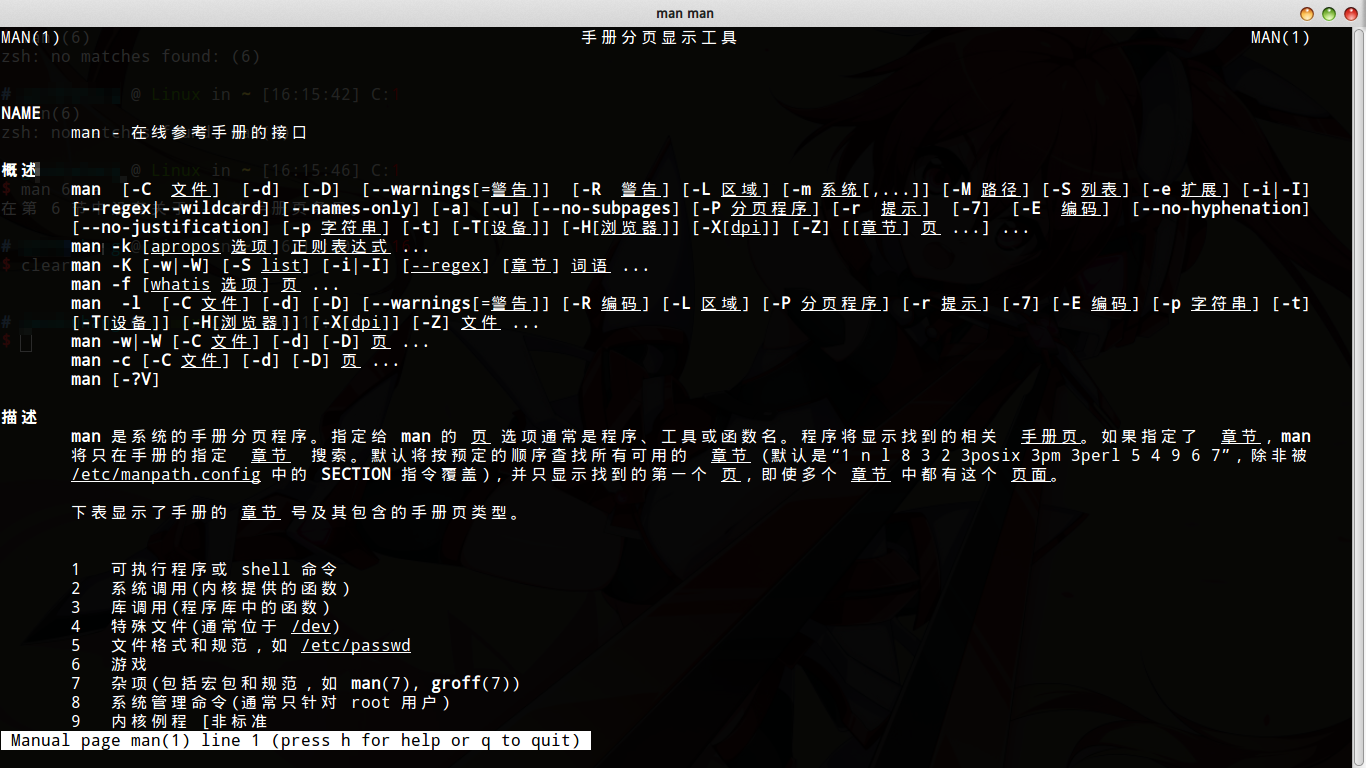 man man
MAN(1) 手册分页显示工具 MAN(1)
zsh: no matches found: (6)
@ Linux in ~ [16:15:42] C:
NAME
man - 在线参考手册的接口
@ Linux in ~ [16:15:46] C:
概述
man [-C 文件] [-d] [-D] [--warnings[=警告]] [-R 警告] [-L 区域] [-m 系统[,...]] [-M 路径] [-S 列表] [-e 扩展] [-i|-I]
[--regex|--wildcard] [--names-only] [-a] [-u] [--no-subpages] [-P 分页程序] [-r 提示] [-7] [-E 编码] [--no-hyphenation]
[--no-justification] [-p 字符串] [-t] [-T[设备]] [-H[浏览器]] [-X[dpi]] [-Z] [[章节] 页 ...] ...
man -k [apropos 选项] 正则表达式 ...
man -K [-w|-W] [-S list] [-i|-I] [--regex] [章节] 词语 ...
man -f [whatis 选项] 页 ...
man -l [-C 文件] [-d] [-D] [--warnings[=警告]] [-R 编码] [-L 区域] [-P 分页程序] [-r 提示] [-7] [-E 编码] [-p 字符串] [-t]
[-T[设备]] [-H[浏览器]] [-X[dpi]] [-Z] 文件 ...
man -w|-W [-C 文件] [-d] [-D] 页 ...
man -c [-C 文件] [-d] [-D] 页 ...
man [-?V]
描述
man 是系统的手册分页程序。指定给 man 的 页 选项通常是程序、工具或函数名。程序将显示找到的相关 手册页。如果指定了 章节,man
将只在手册的指定 章节 搜索。默认将按预定的顺序查找所有可用的 章节 (默认是“1 n l 8 3 2 3posix 3pm 3perl 5 4 9 6 7”,除非被
/etc/manpath.config 中的 SECTION 指令覆盖),并只显示找到的第一个 页,即使多个 章节 中都有这个 页面。
下表显示了手册的 章节 号及其包含的手册页类型。
1 可执行程序或 shell 命令
2 系统调用(内核提供的函数)
3 库调用(程序库中的函数)
4 特殊文件(通常位于 /dev)
5 文件格式和规范,如 /etc/passwd
6 游戏
7 杂项(包括宏包和规范,如 man(7), groff(7))
8 系统管理命令(通常只针对 root 用户)
9 内核例程 [非标准
Manual page man(1) line 1 (press h for help or q to quit)